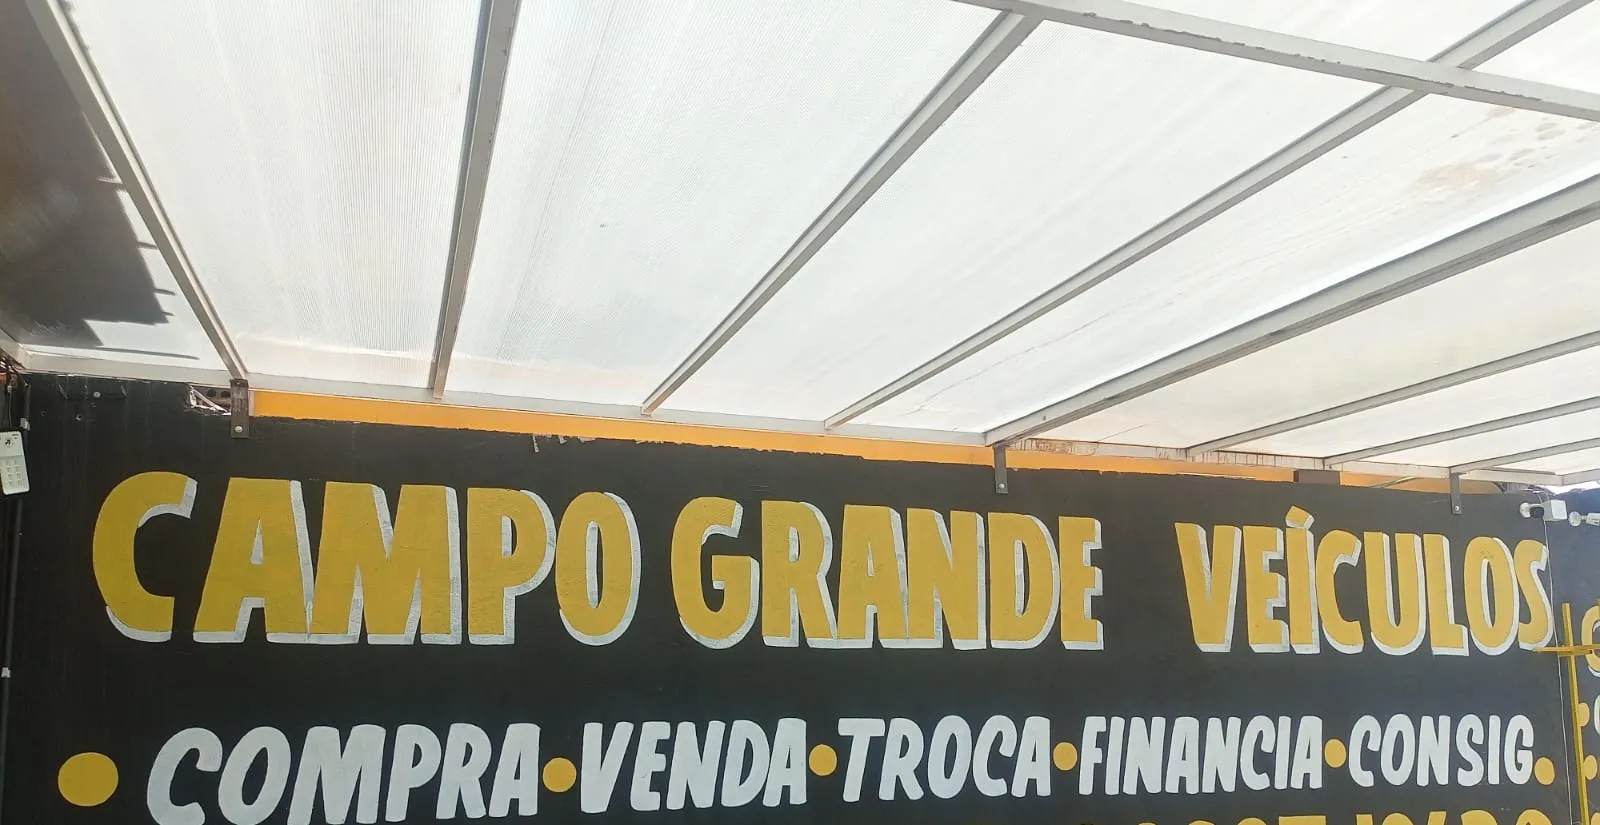 CAMPO GRANDE VEÍCULOS
• COMPRA • VENDA • TROCA • FINANCIA • CONSIG.